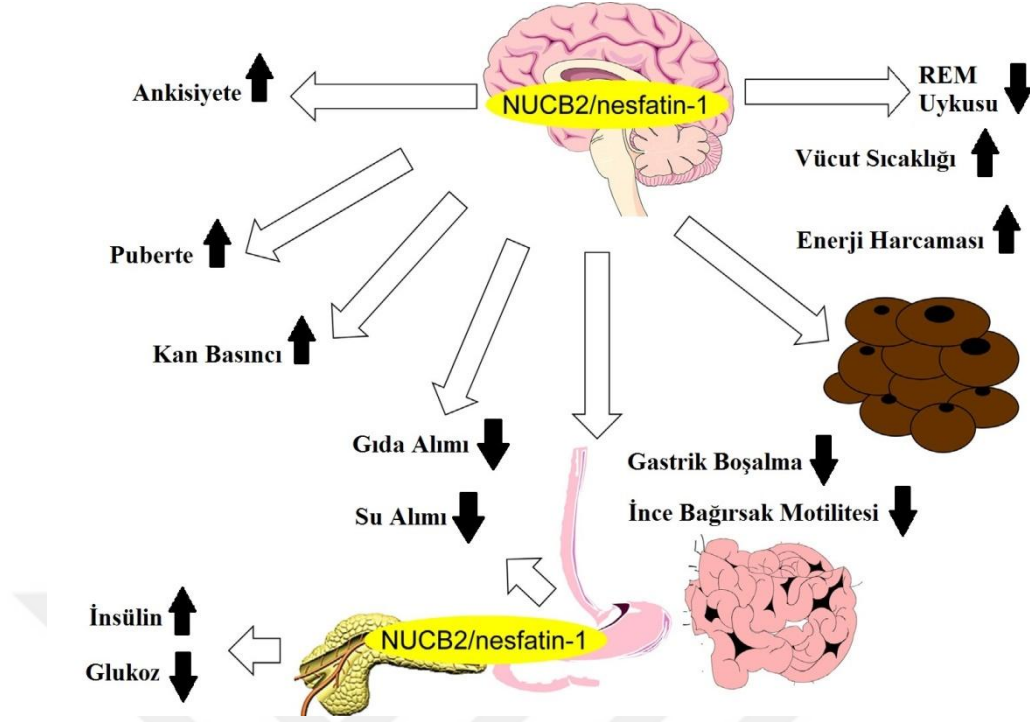 NUCB2/nesfatin-1
Ankisiyete
REM
Uykusu
Vücut Sıcaklığı
Puberte
Enerji Harcaması
Kan Basıncı
Gıda Alımı
Su Alımı
Gastrik Boşalma
İnce Bağırsak Motilitesi
İnsülin
Glukoz
NUCB2/nesfatin-1